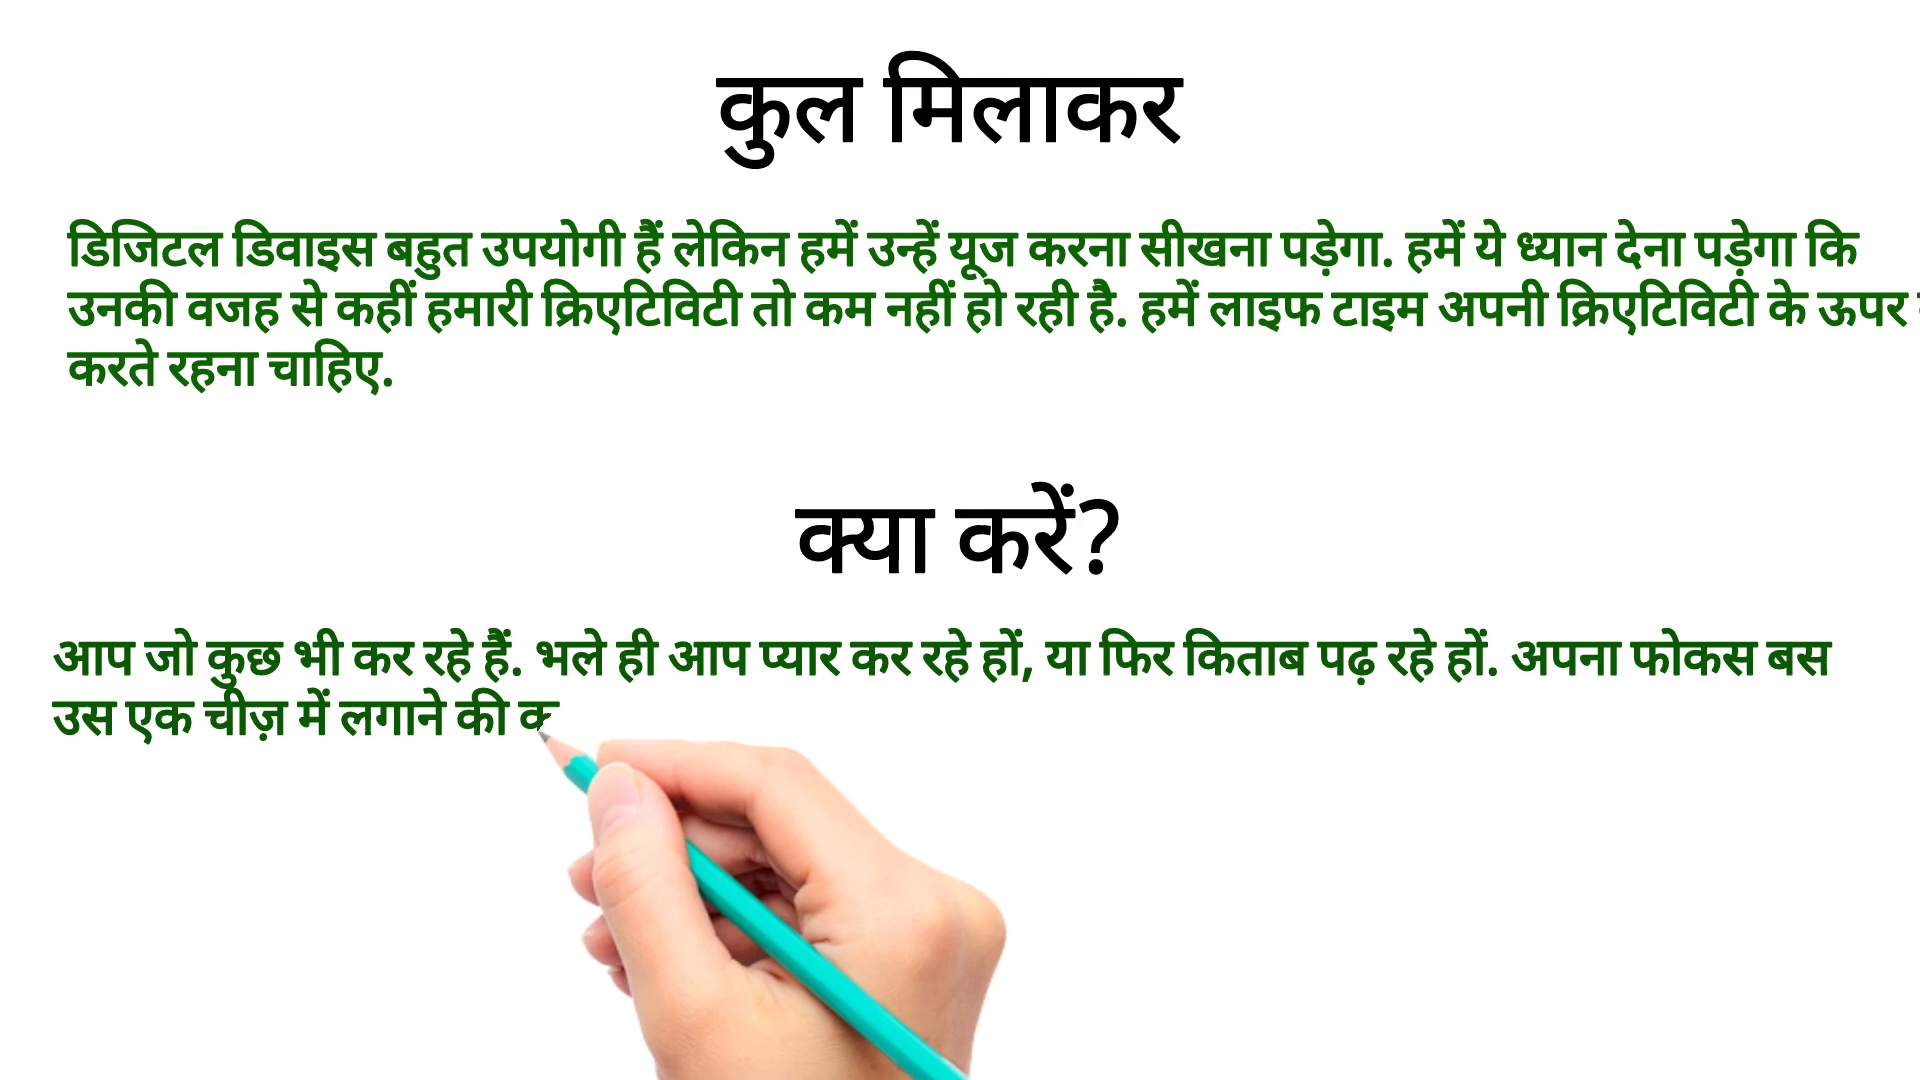 कुल मिलाकर
डिजिटल डिवाइस बहुत उपयोगी हैं लेकिन हमें उन्हें यूज करना सीखना पड़ेगा. हमें ये ध्यान देना पड़ेगा कि
उनकी वजह से कहीं हमारी क्रिएटिविटी तो कम नहीं हो रही है. हमें लाइफ टाइम अपनी क्रिएटिविटी के ऊपर
करते रहना चाहिए.
क्या करें?
आप जो कुछ भी कर रहे हैं. भले ही आप प्यार कर रहे हों, या फिर किताब पढ़ रहे हों. अपना फोकस बस
उस एक चीज़ में लगाने की